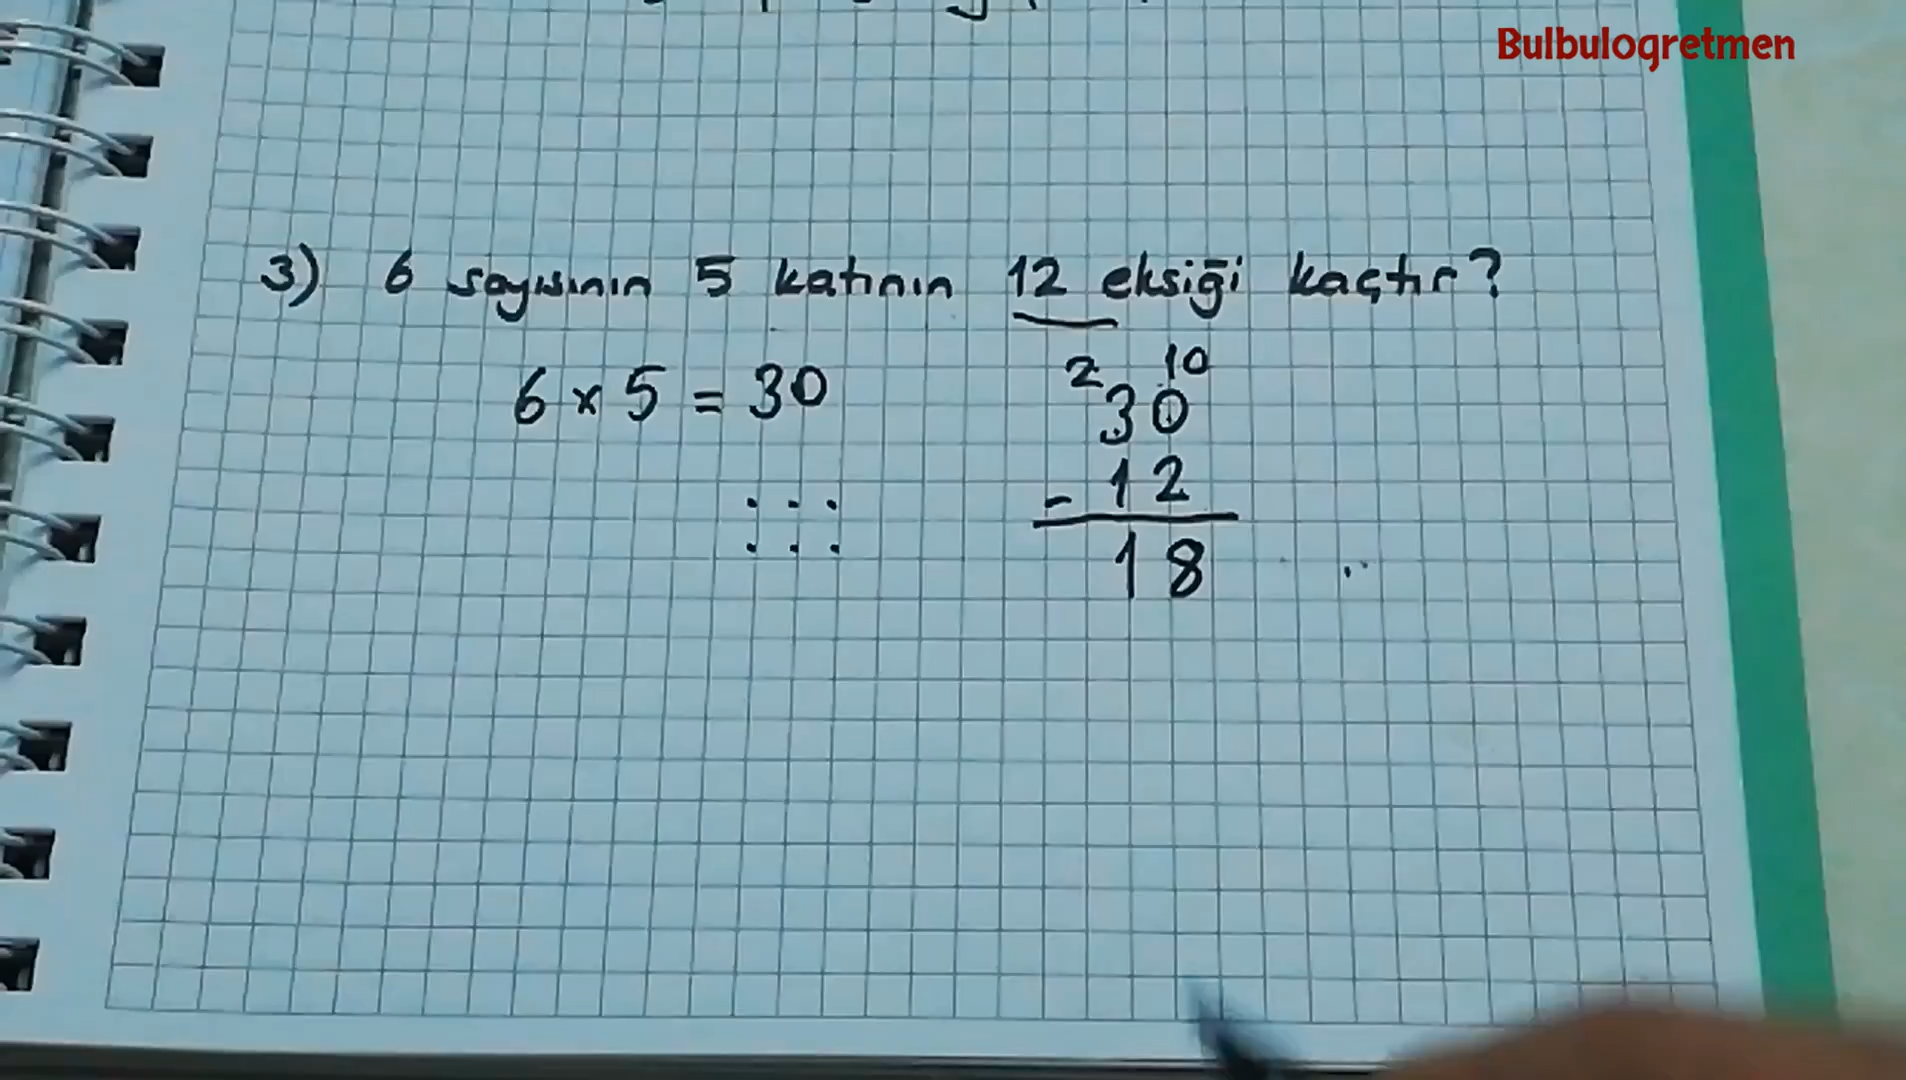 Bulbulogretmen
3) 6 sayısının 5 katının 12 eksiği kaçtır?
6 x 5 = 30
2 10
30
- 12
18